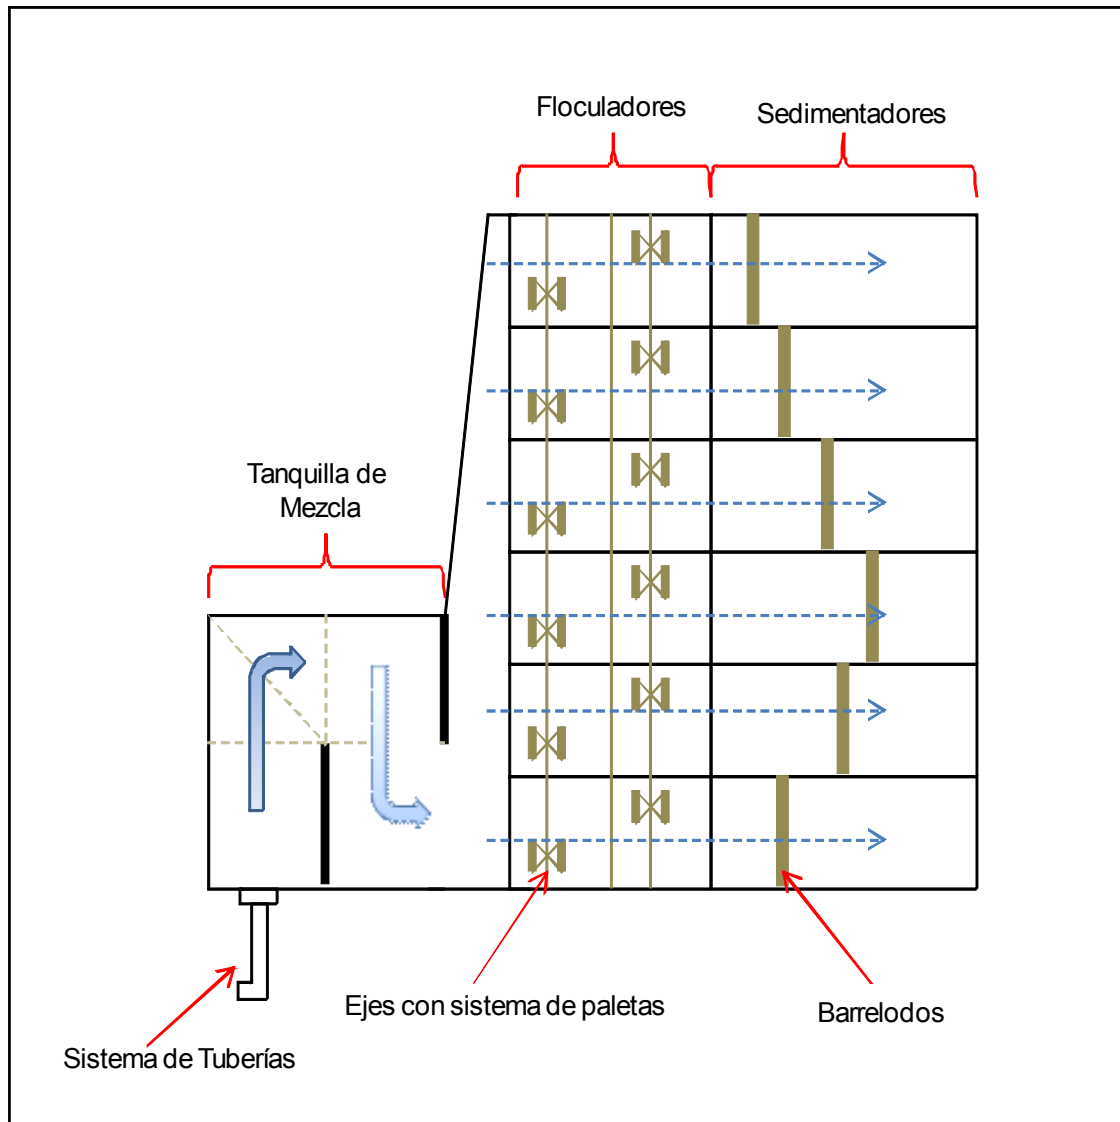 Floculadores
Sedimentadores
Tanquilla de
Mezcla
Ejes con sistema de paletas
Barrelodos
Sistema de Tuberías